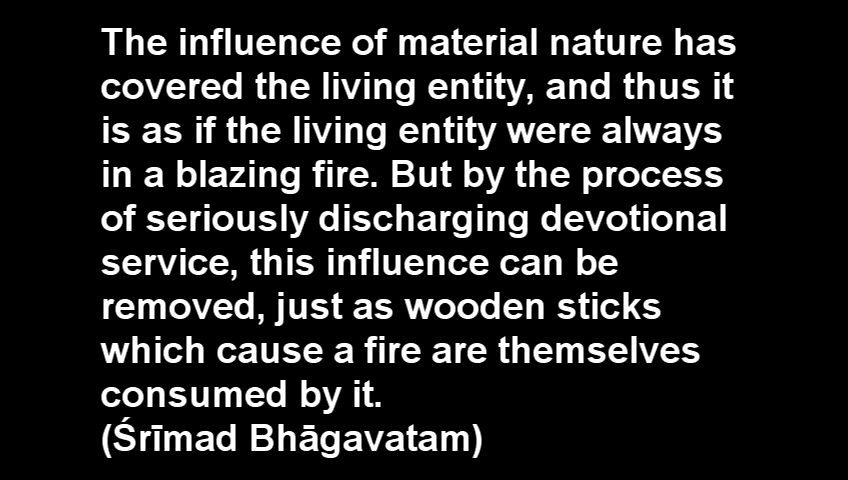 The influence of material nature has
covered the living entity, and thus it
is as if the living entity were always
in a blazing fire. But by the process
of seriously discharging devotional
service, this influence can be
removed, just as wooden sticks
which cause a fire are themselves
consumed by it.
(Śrīmad Bhāgavatam)